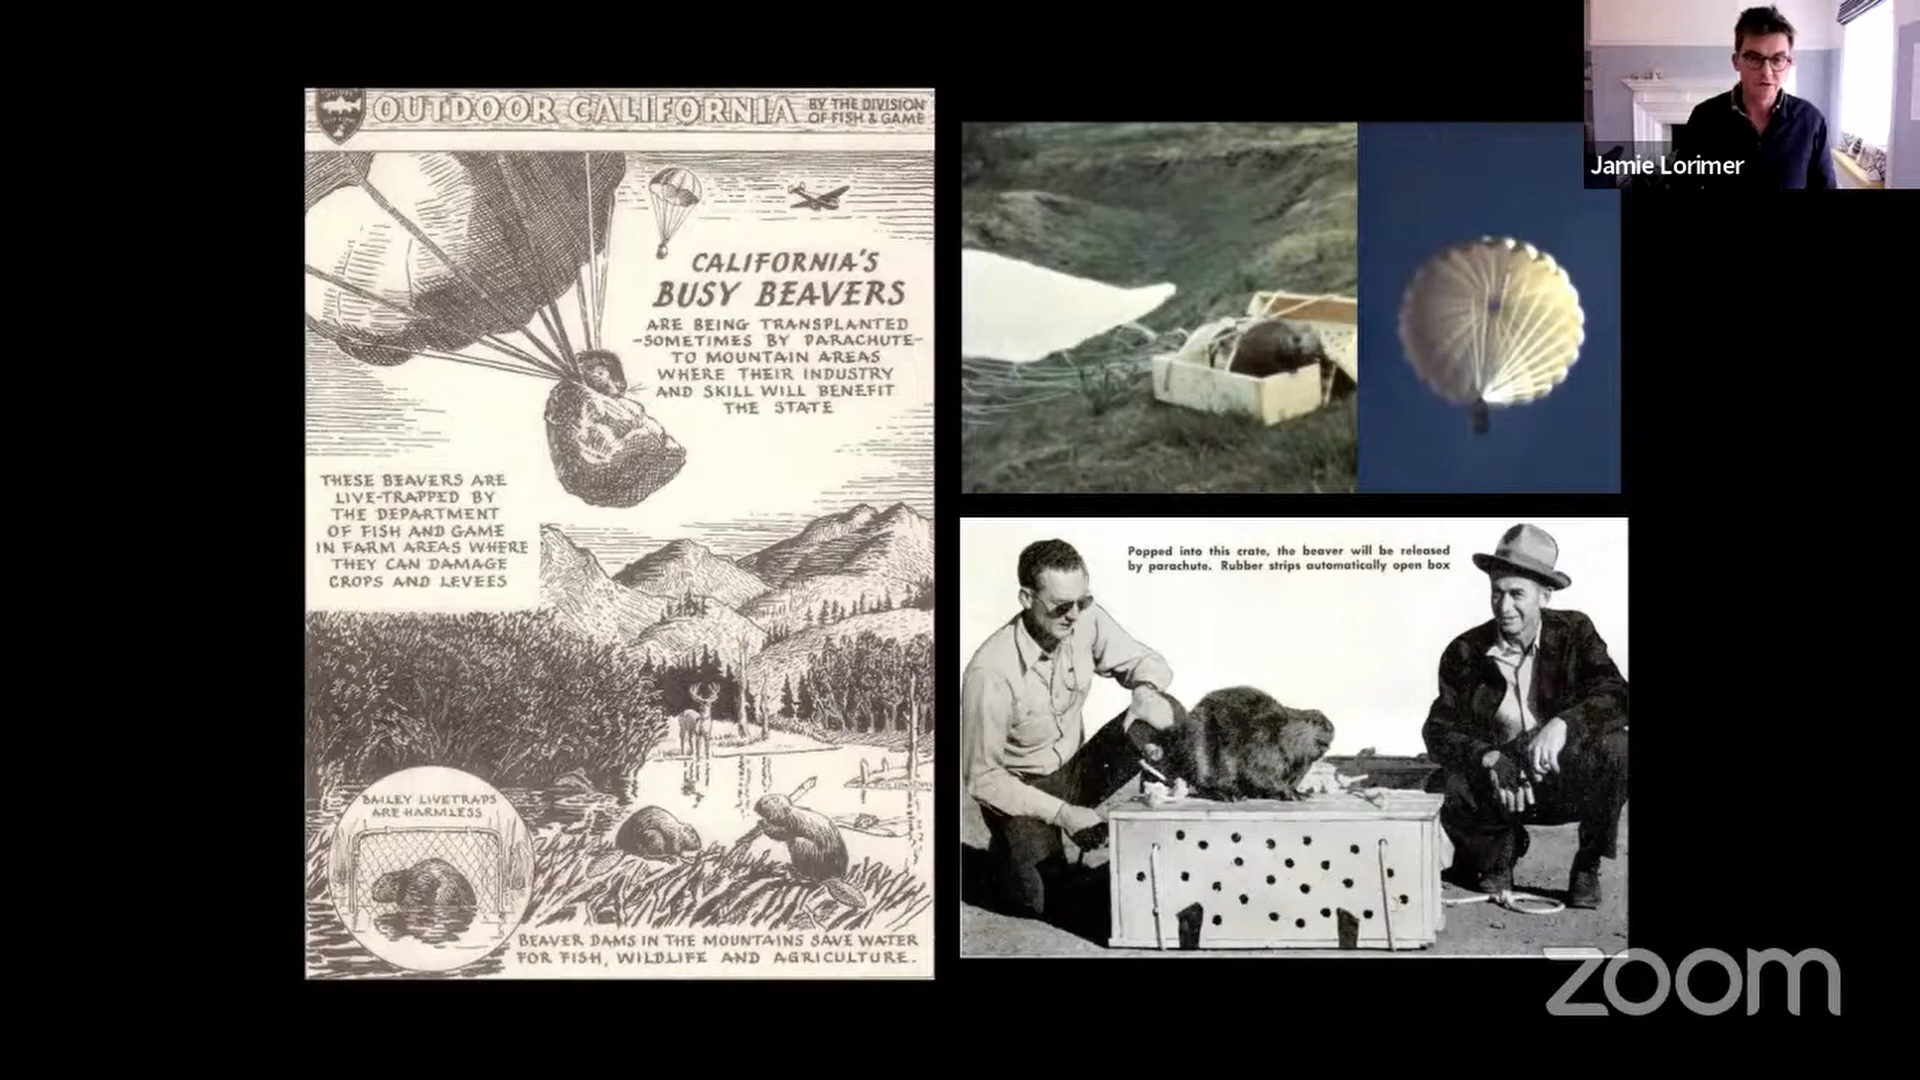 OUTDOOR CALIFORNIA
BY THE DIVISION
OF FISH & GAME
CALIFORNIA'S
BUSY BEAVERS
ARE BEING TRANSPLANTED
-SOMETIMES BY PARACHUTE-
TO MOUNTAIN AREAS
WHERE THEIR INDUSTRY
AND SKILL WILL BENEFIT
THE STATE
THESE BEAVERS ARE
LIVE-TRAPPED BY
THE DEPARTMENT
OF FISH AND GAME
IN FARM AREAS WHERE
THEY CAN DAMAGE
CROPS AND LEVEES
BAILEY LIVETRAPS
ARE HARMLESS
BEAVER DAMS IN THE MOUNTAINS SAVE WATER
FOR FISH, WILDLIFE AND AGRICULTURE.
Popped into this crate, the beaver will be released
by parachute. Rubber strips automatically open box
Jamie Lorimer
zoom